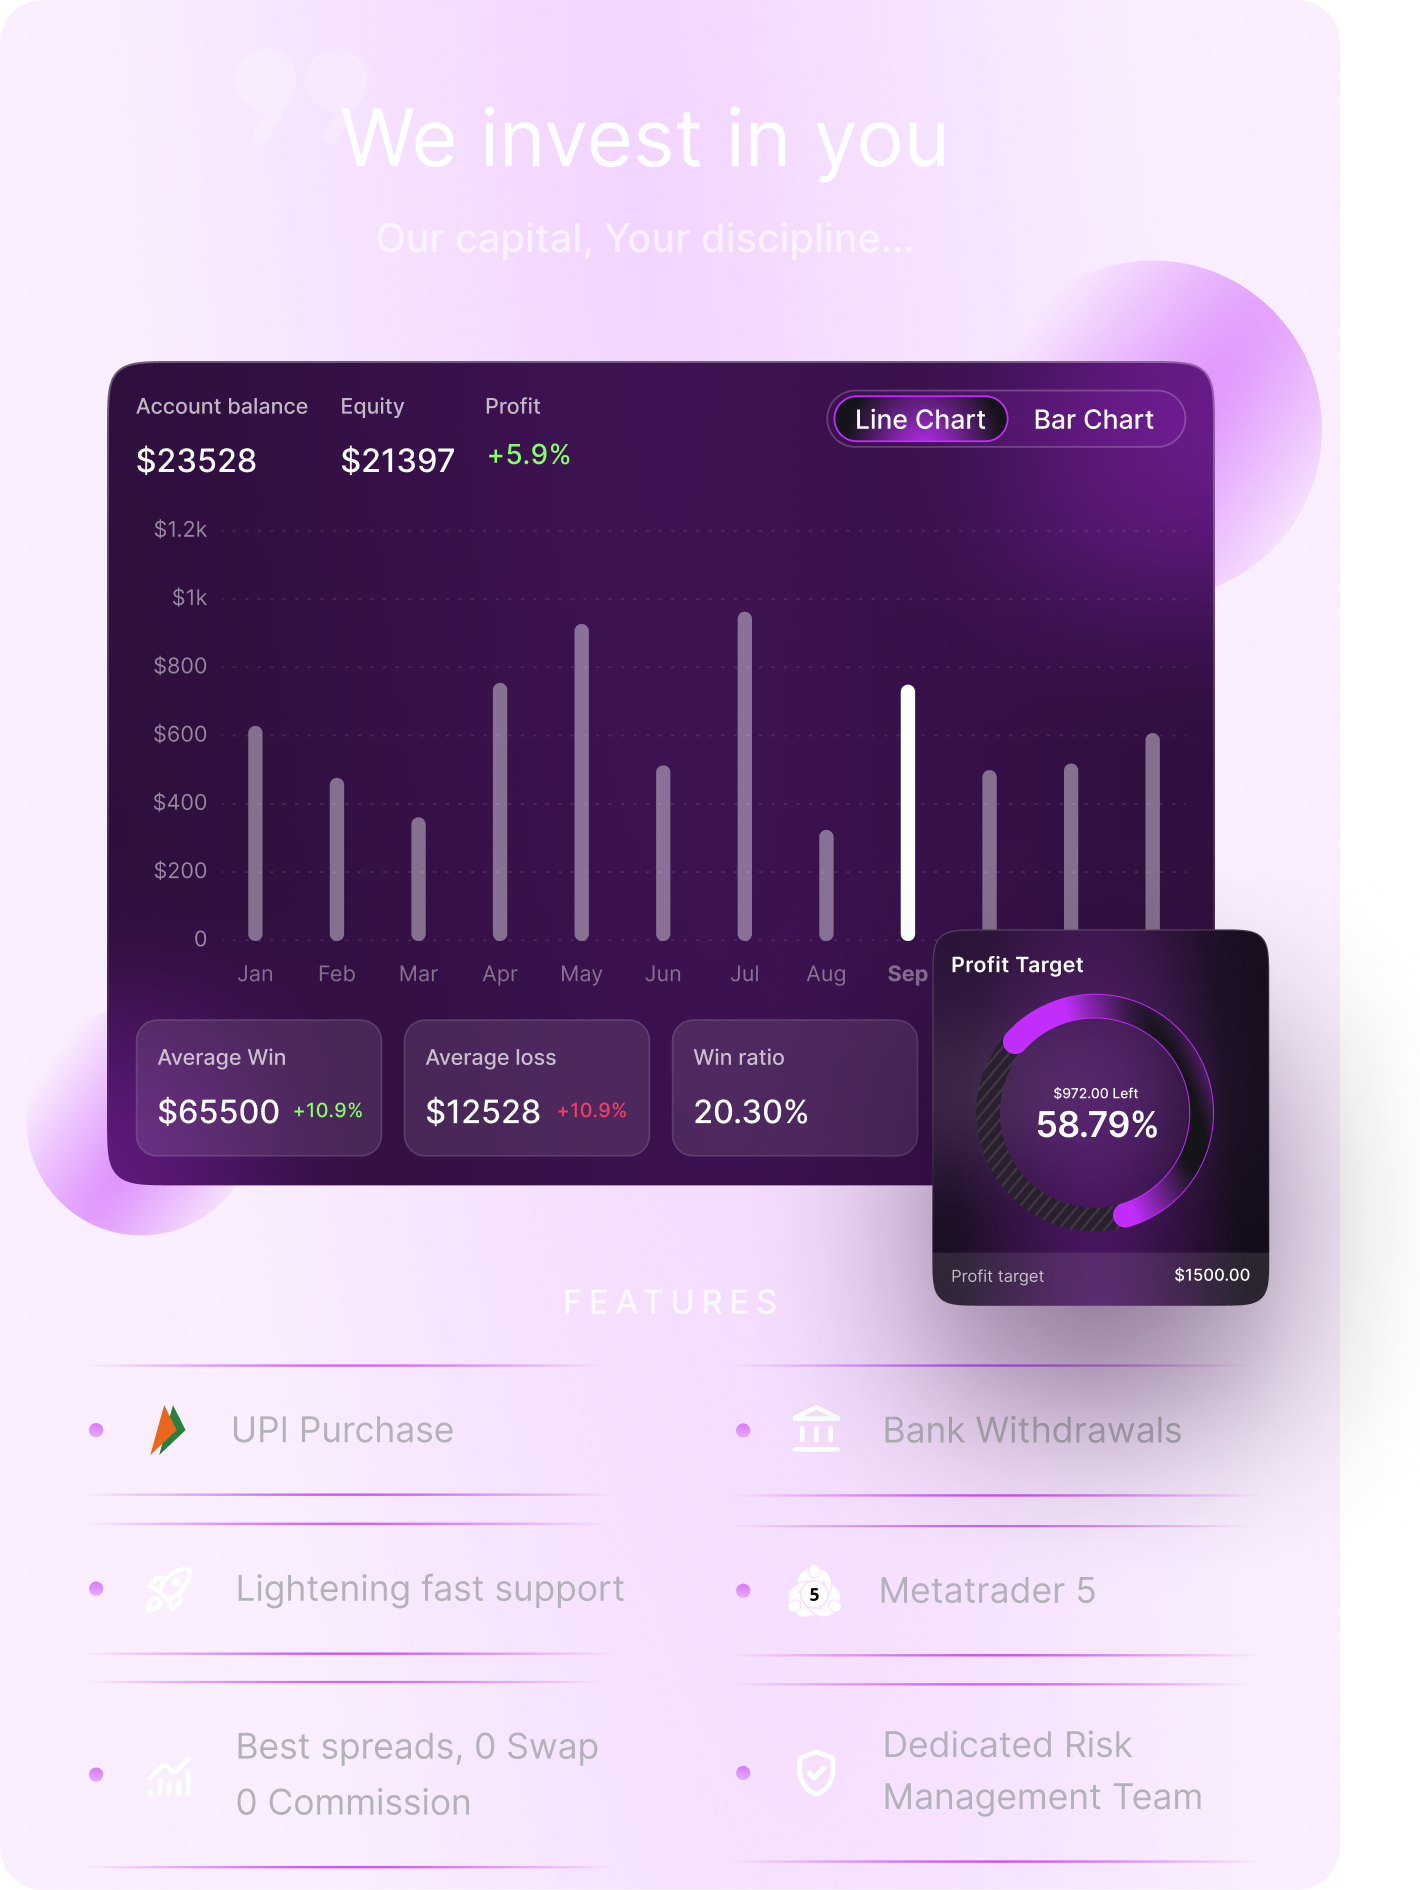 ”
We invest in you
Our capital, Your discipline...
Account balance
$23528
Equity
$21397
Profit
+5.9%
Line Chart
Bar Chart
$1.2k
$1k
$800
$600
$400
$200
0
Jan Feb Mar Apr May Jun Jul Aug Sep
Average Win
$65500 +10.9%
Average loss
$12528 +10.9%
Win ratio
20.30%
Profit Target
$972.00 Left
58.79%
Profit target $1500.00
FEATURES
UPI Purchase
Bank Withdrawals
Lightening fast support
5
Metatrader 5
Best spreads, 0 Swap
0 Commission
Dedicated Risk
Management Team